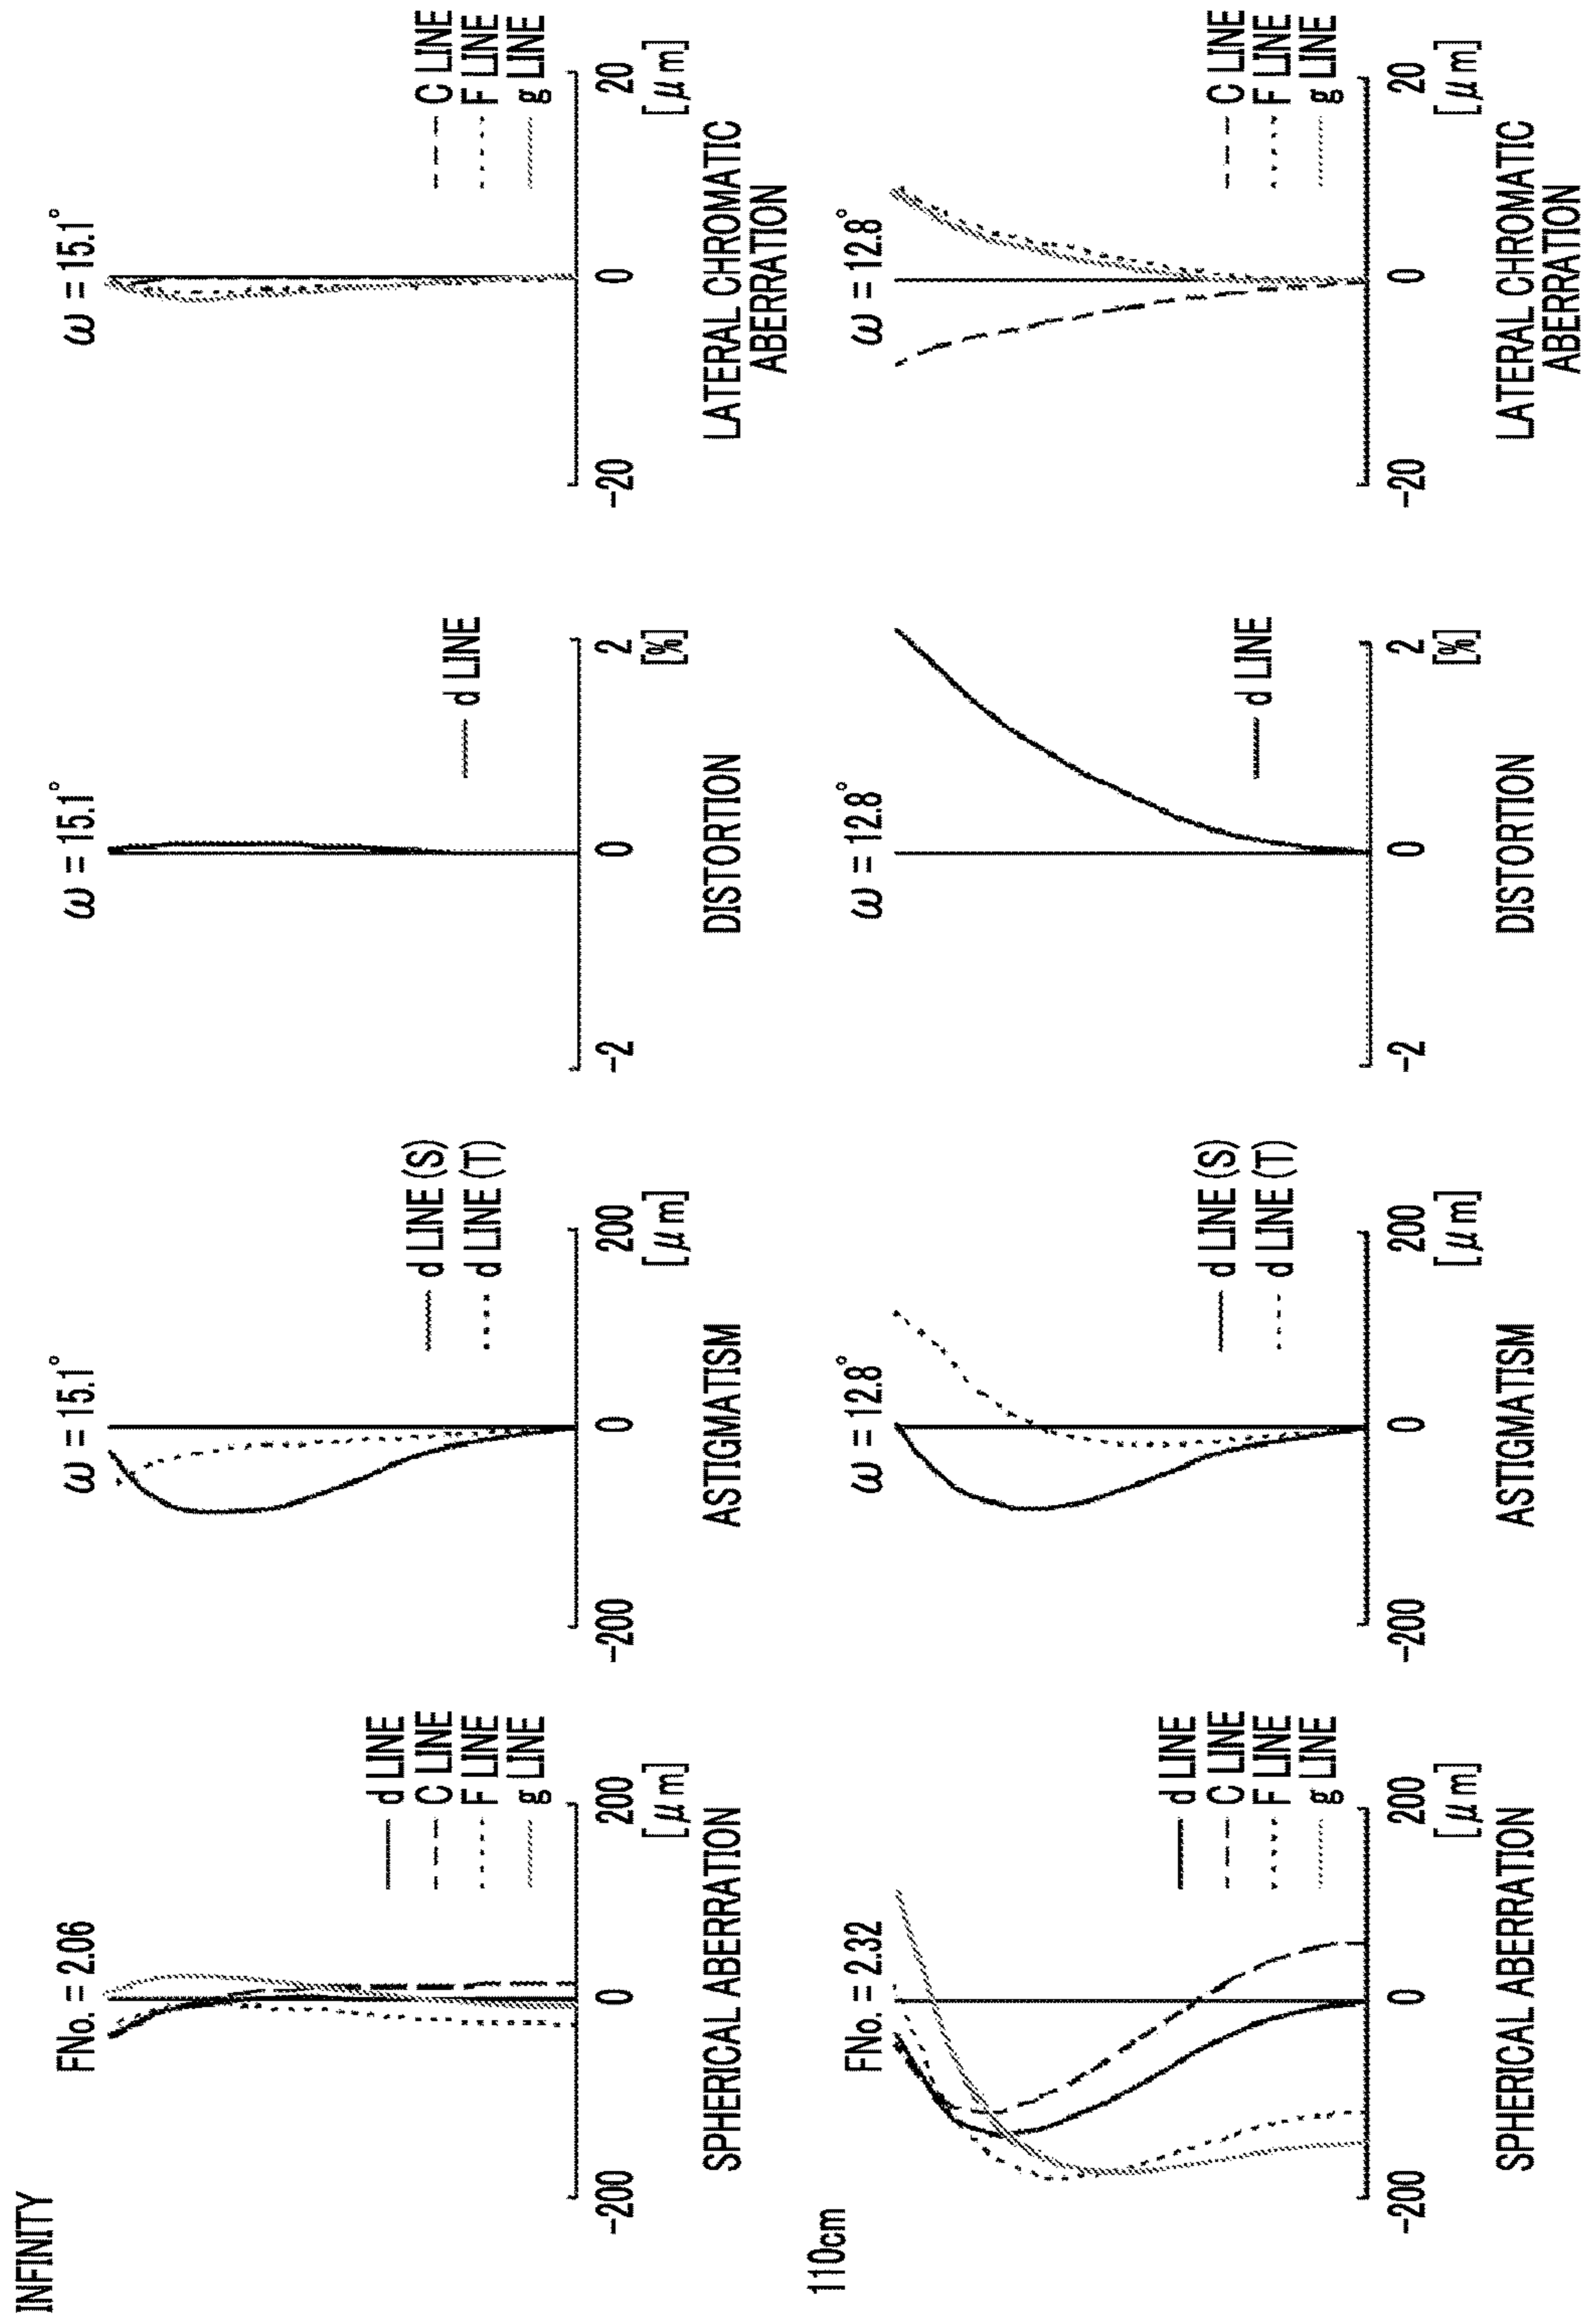 INFINITY
FNo. = 2.06
d LINE
C LINE
F LINE
g LINE
-200
0
200
[μm]
SPHERICAL ABERRATION
ω = 15.1°
d LINE (S)
d LINE (T)
-200
0
200
[μm]
ASTIGMATISM
ω = 15.1°
d LINE
-2
0
2
[%]
DISTORTION
ω = 15.1°
C LINE
F LINE
g LINE
-20
0
20
[μm]
LATERAL CHROMATIC
ABERRATION
110cm
FNo. = 2.32
d LINE
C LINE
F LINE
g LINE
-200
0
200
[μm]
SPHERICAL ABERRATION
ω = 12.8°
d LINE (S)
d LINE (T)
-200
0
200
[μm]
ASTIGMATISM
ω = 12.8°
d LINE
-2
0
2
[%]
DISTORTION
ω = 12.8°
C LINE
F LINE
g LINE
-20
0
20
[μm]
LATERAL CHROMATIC
ABERRATION